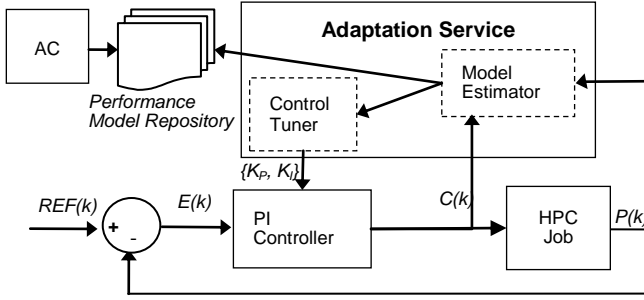 AC
Performance
Model Repository
Adaptation Service
Control
Tuner
Model
Estimator
{K_P, K_I}
REF(k)
+
-
E(k)
PI
Controller
C(k)
HPC
Job
P(k)